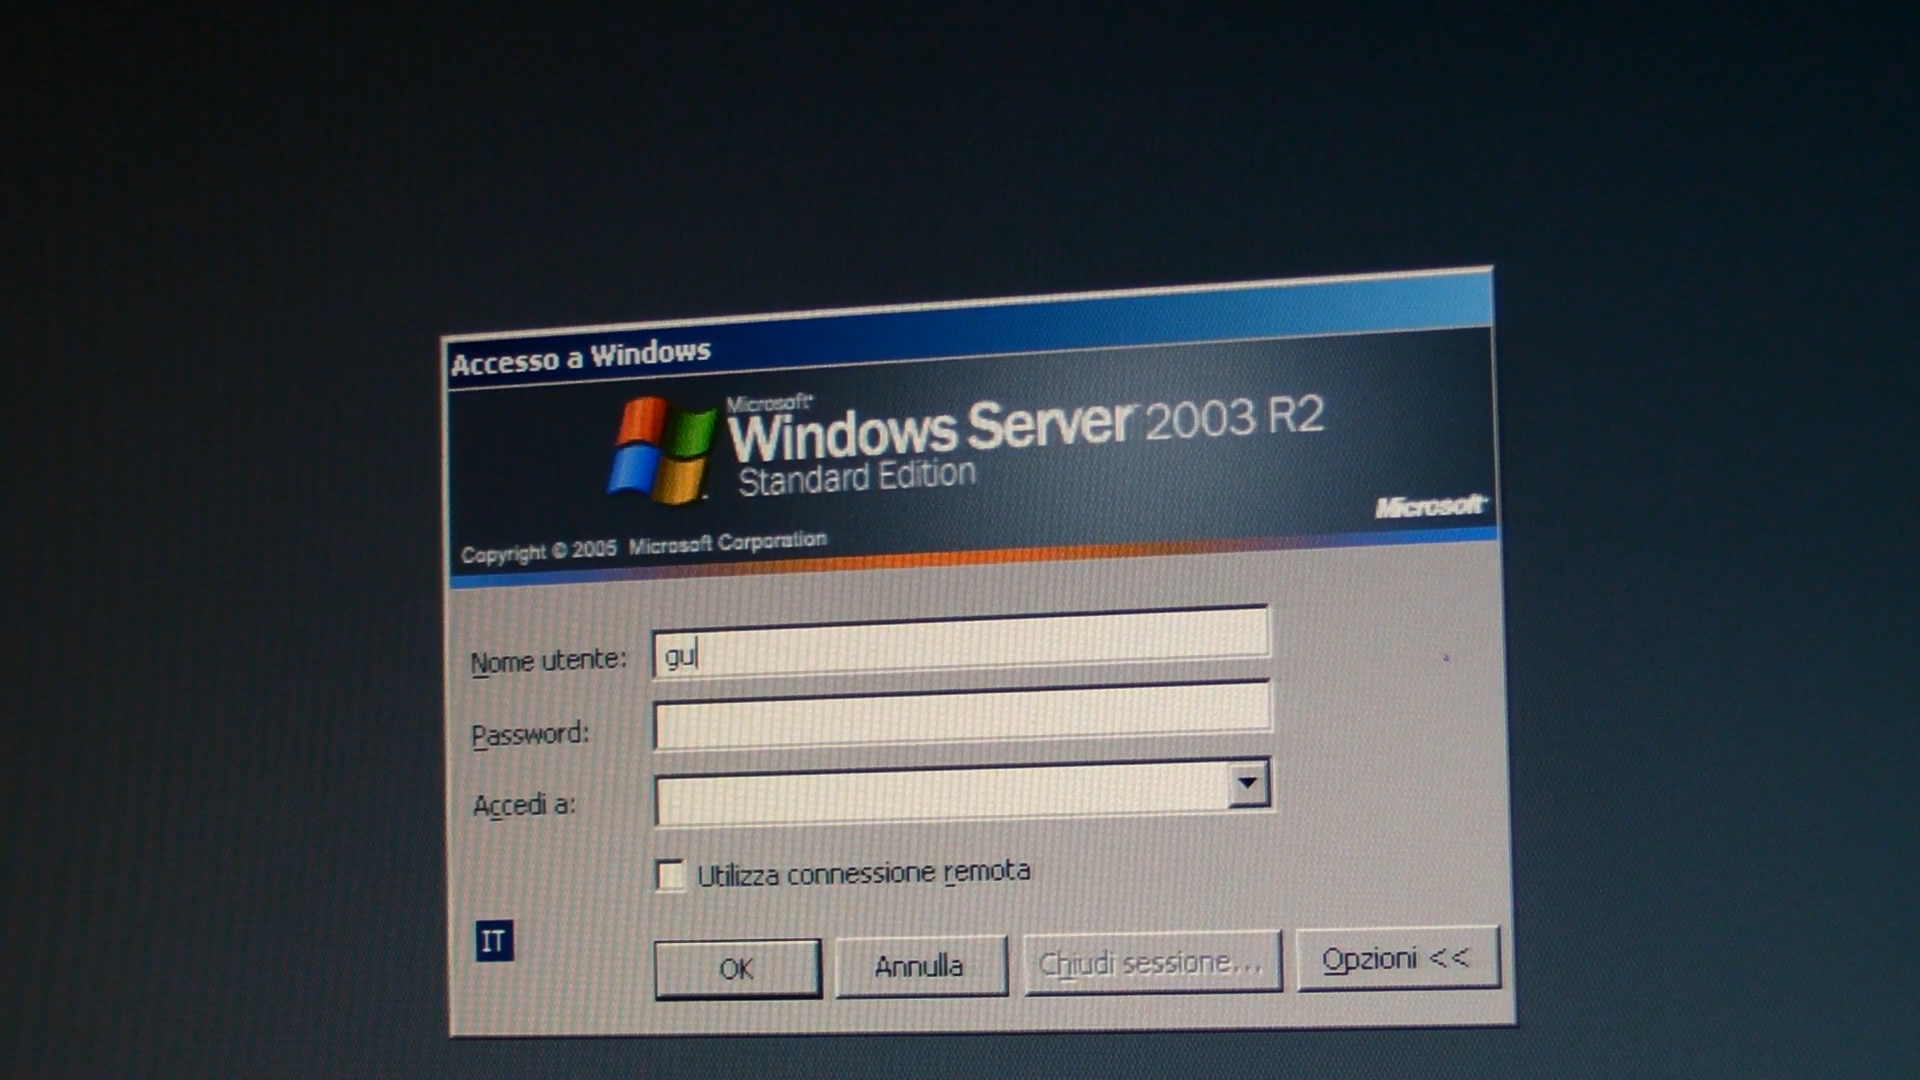 Accesso a Windows
Microsoft
Windows Server 2003 R2
Standard Edition
Microsoft
Copyright © 2005 Microsoft Corporation
Nome utente: gu
Password:
Accedi a:
Utilizza connessione remota
IT
OK Annulla Chiudi sessione... Opzioni <<